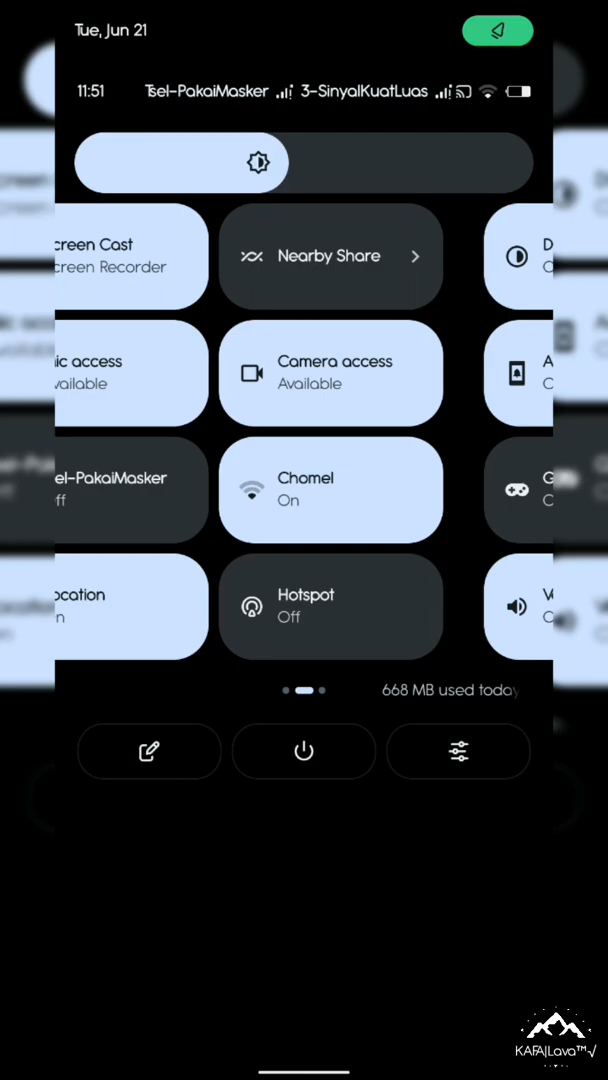 Tue, Jun 21
11:51 Tsel-PakaiMasker 3-SinyalKuatLuas
creen Cast
creen Recorder
Nearby Share
D
C
ic access
vailable
Camera access
Available
A
C
el-PakaiMasker
ff
Chomel
On
G
C
ocation
n
Hotspot
Off
V
C
668 MB used today
KAFA|Lava™√